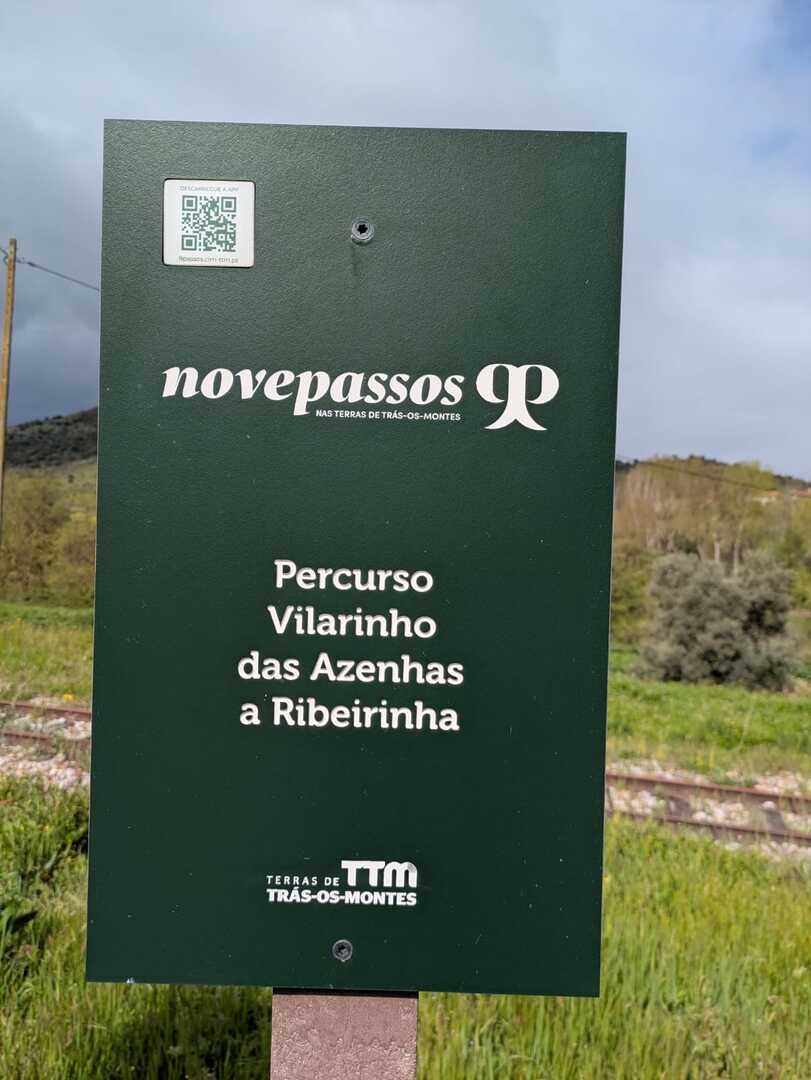 DESCARREGUE A APP
9passos.cim-ttm.pt
novepassos
NAS TERRAS DE TRÁS-OS-MONTES
Percurso
Vilarinho
das Azenhas
a Ribeirinha
TERRAS DE TTM
TRÁS-OS-MONTES